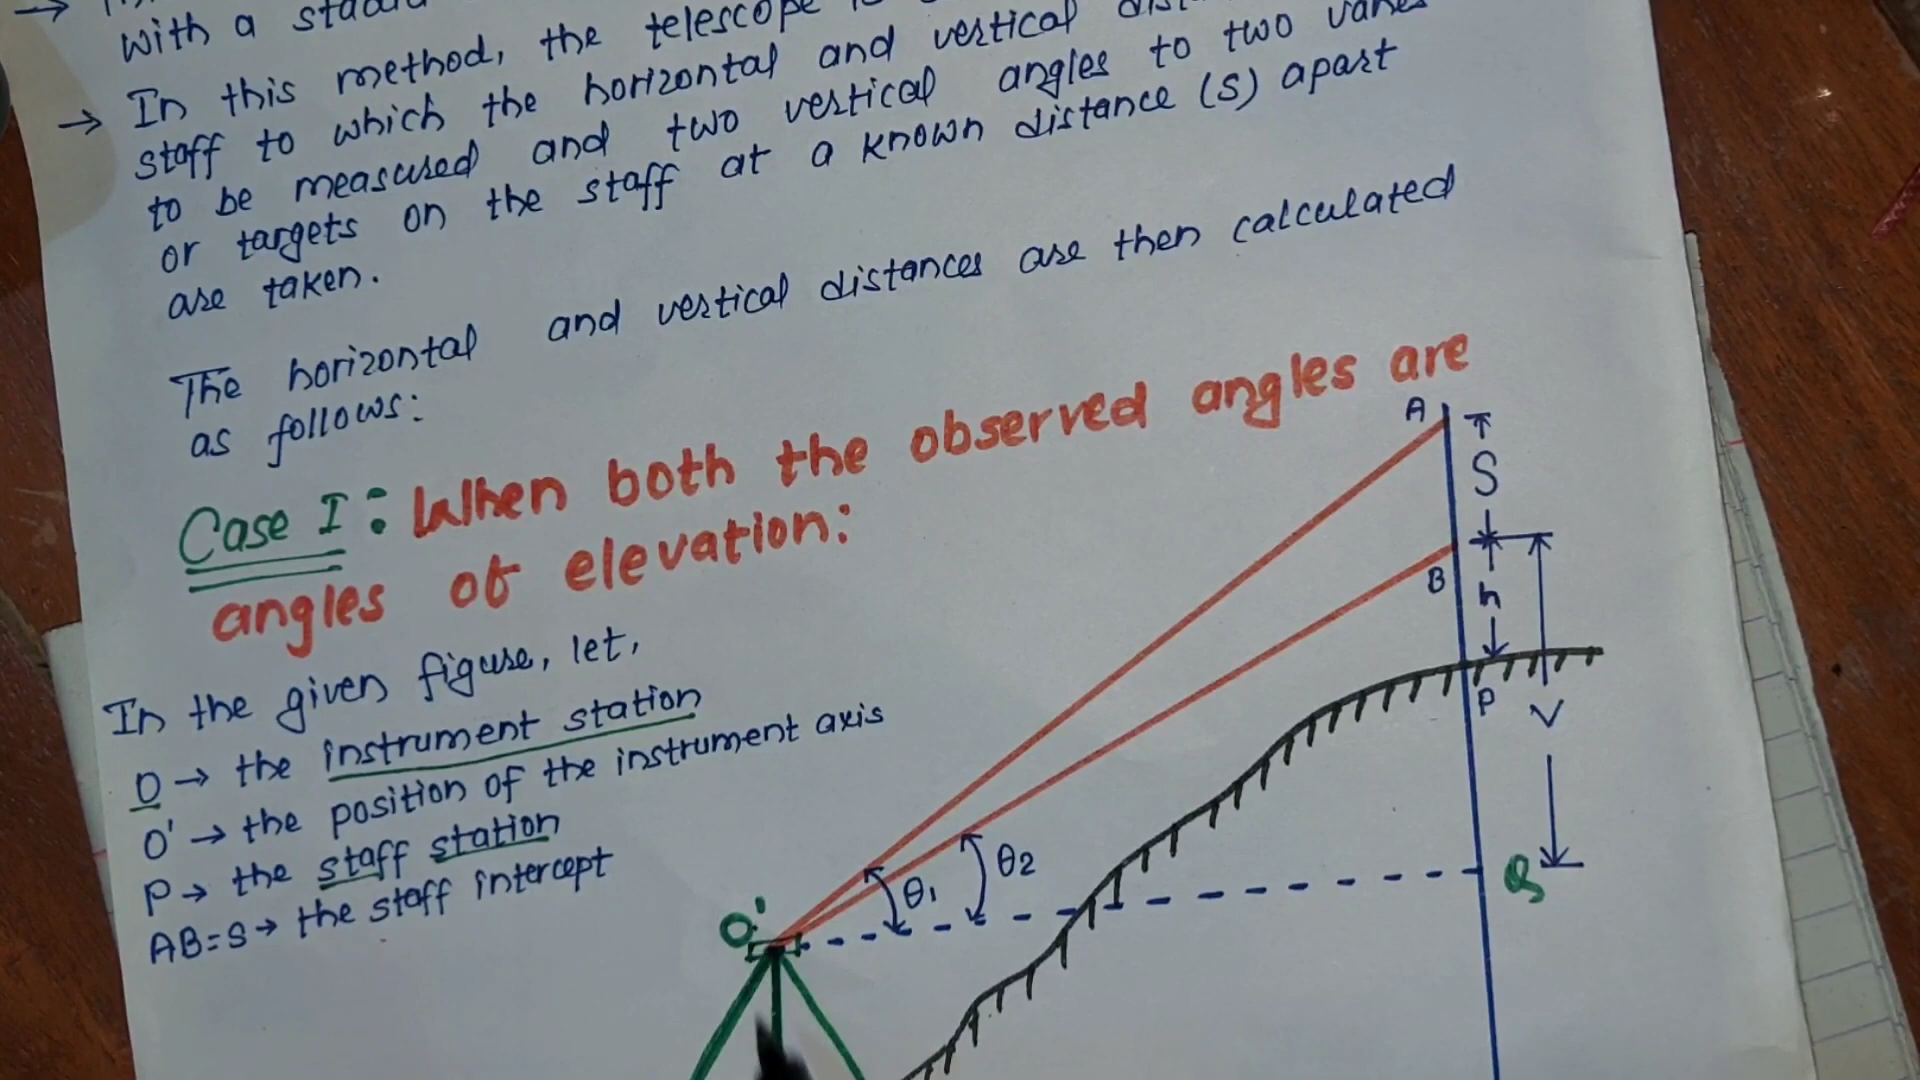 with a
→ In this method, the telescope
staff to which the horizontal and vertical
to be measured and two vertical angles to two vanes
or targets on the staff at a known distance (S) apart
are taken.
The horizontal and vertical distances are then calculated
as follows:
Case I: When both the observed angles are
angles of elevation:
In the given figure, let,
O → the instrument station
O' → the position of the instrument axis
P → the staff station
AB=S → the staff intercept
A
S
B
h
P
V
θ1
θ2
O'
Q